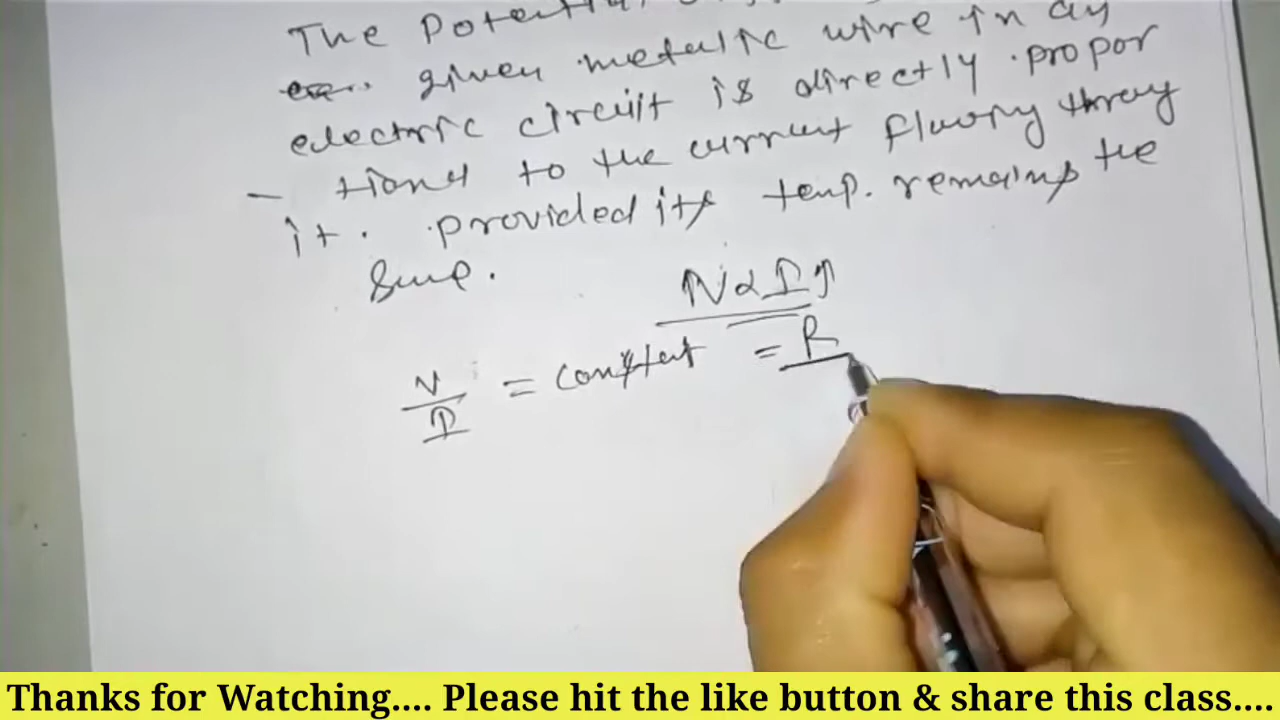 The Potential
given metallic wire in an
electric circuit is directly propor
- tional to the current flowing throug
it. provided its temp. remains the
same.
↑V∝I↑
V/I = constant = R
Thanks for Watching.... Please hit the like button & share this class....